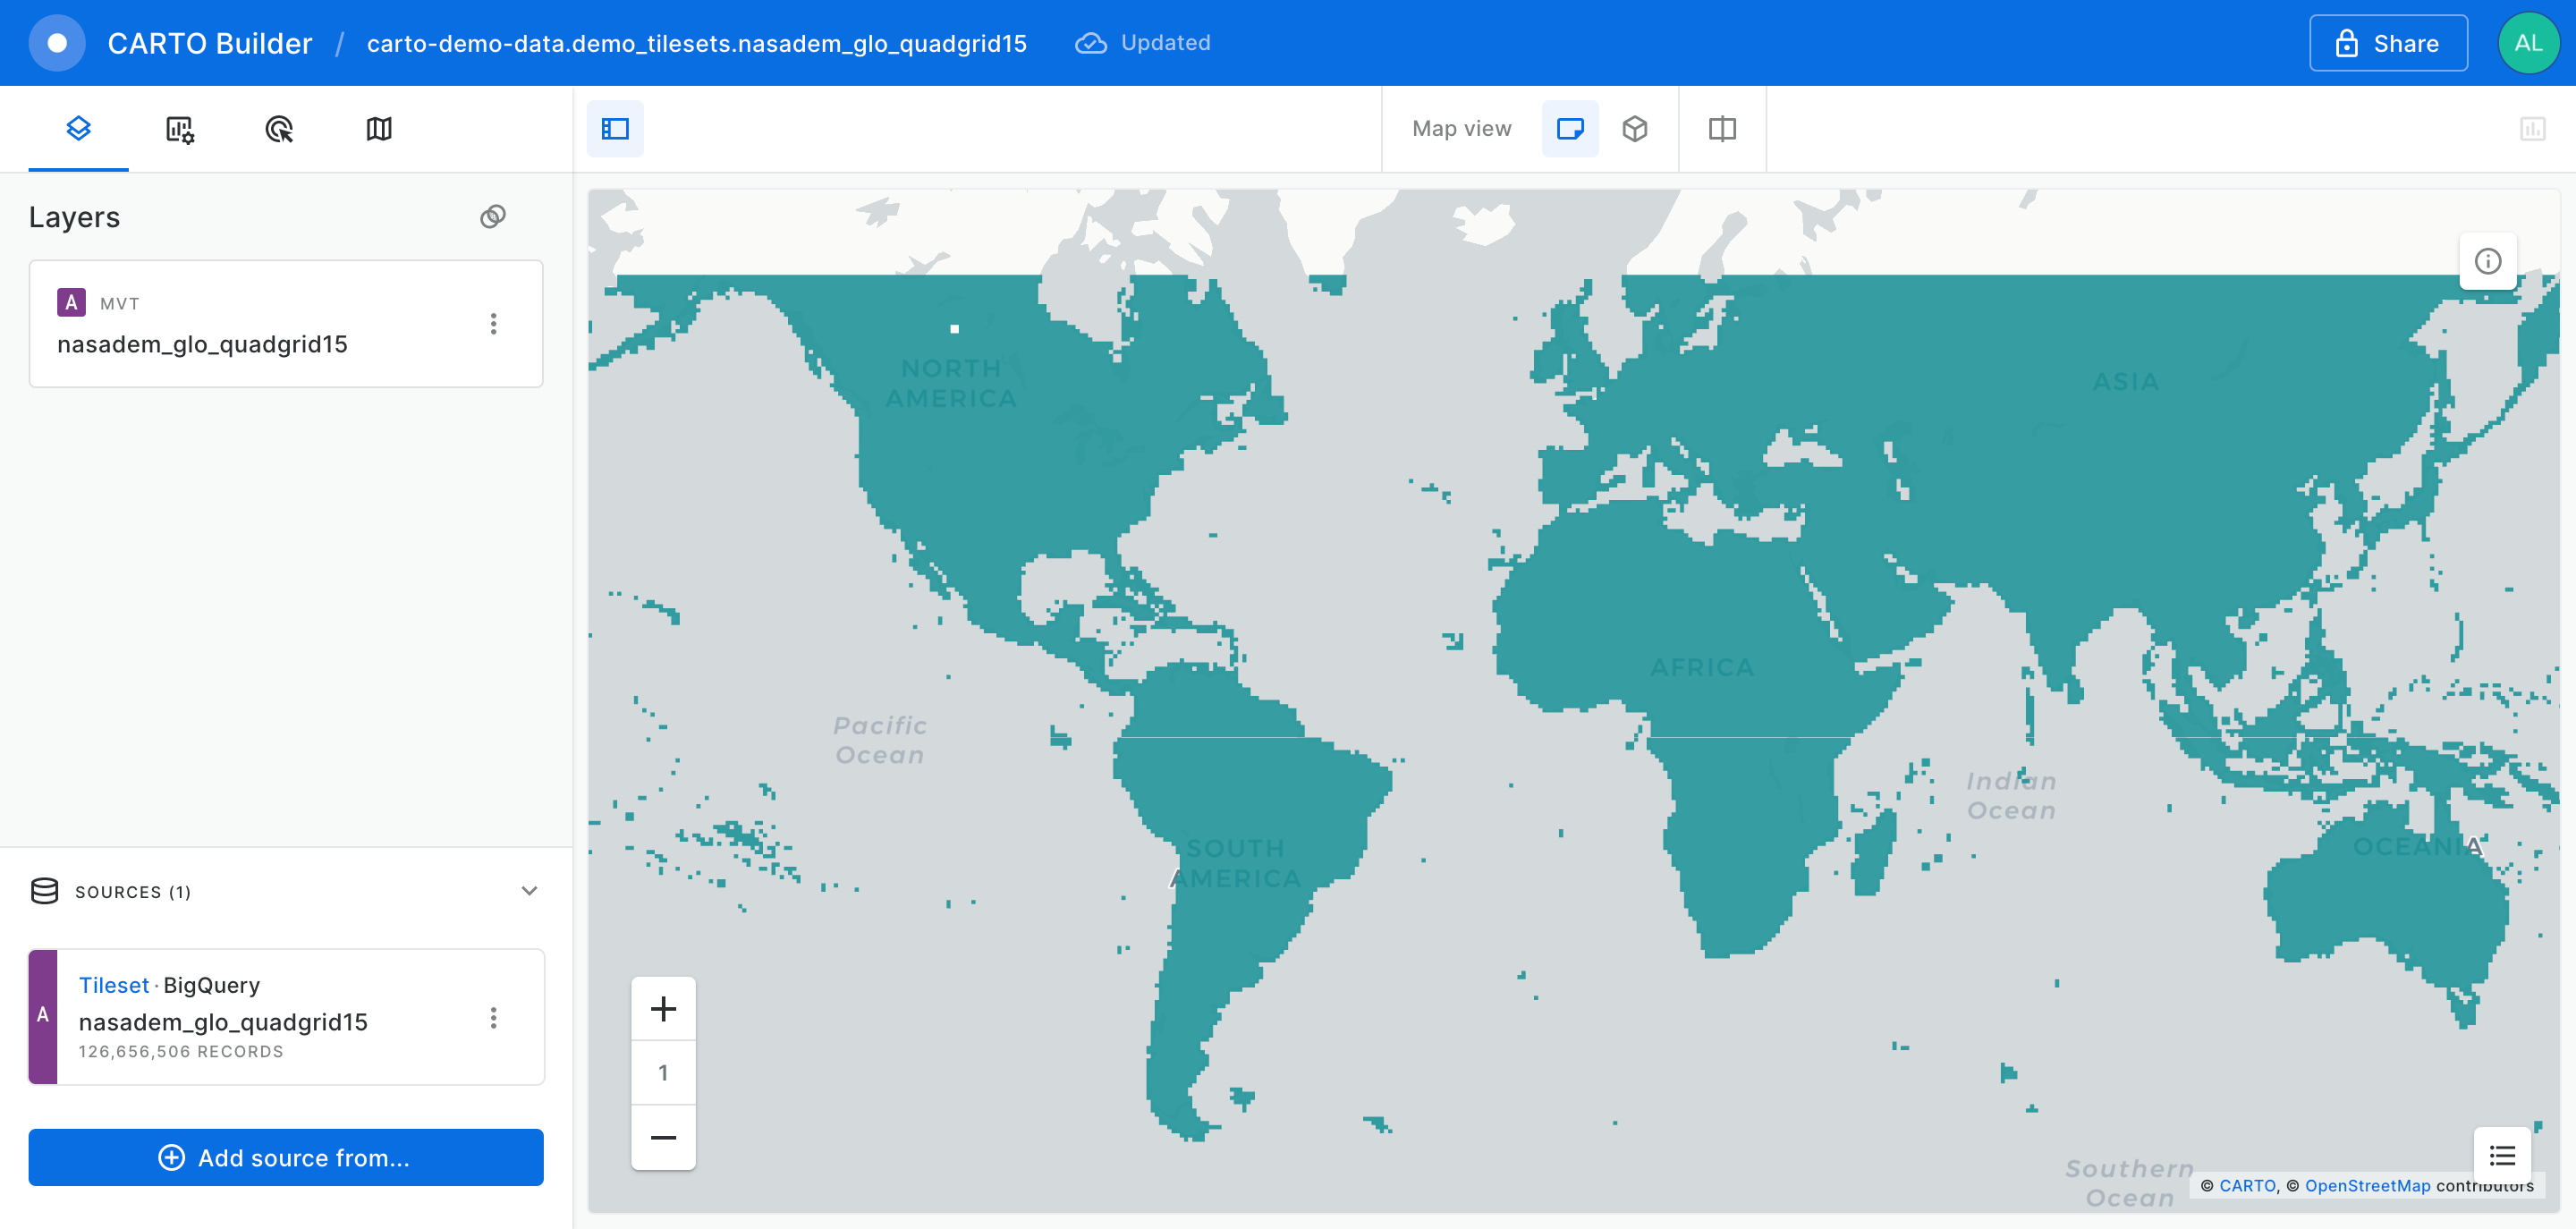 CARTO Builder / carto-demo-data.demo_tilesets.nasadem_glo_quadgrid15 Updated
Share
AL
Map view
Layers
A MVT
nasadem_glo_quadgrid15
SOURCES (1)
A
Tileset · BigQuery
nasadem_glo_quadgrid15
126,656,506 RECORDS
Add source from...
NORTH
AMERICA
ASIA
AFRICA
Pacific
Ocean
Indian
Ocean
SOUTH
AMERICA
OCEANIA
1
Southern
Ocean
© CARTO, © OpenStreetMap contributors